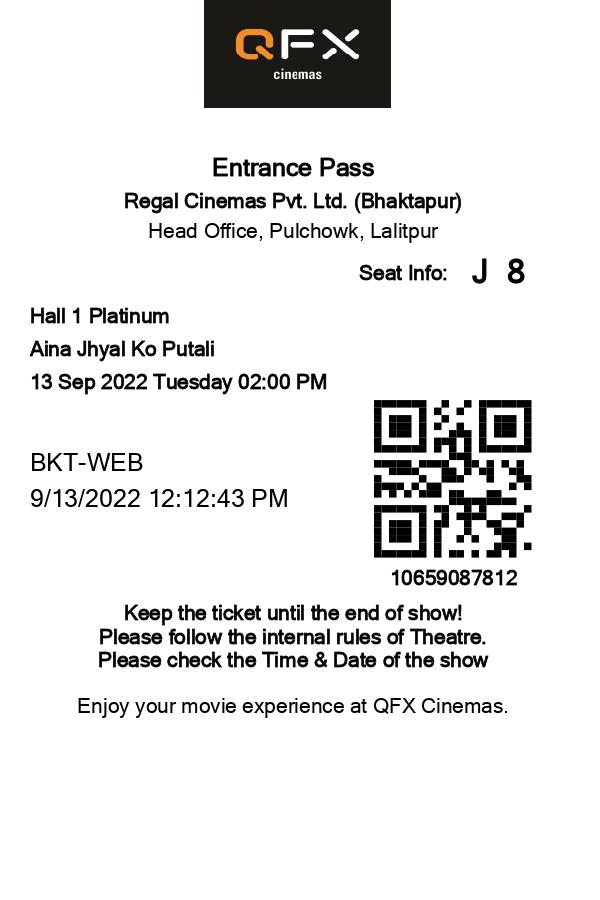 QFX
cinemas
Entrance Pass
Regal Cinemas Pvt. Ltd. (Bhaktapur)
Head Office, Pulchowk, Lalitpur
Seat Info: J 8
Hall 1 Platinum
Aina Jhyal Ko Putali
13 Sep 2022 Tuesday 02:00 PM
BKT-WEB
9/13/2022 12:12:43 PM
10659087812
Keep the ticket until the end of show!
Please follow the internal rules of Theatre.
Please check the Time & Date of the show
Enjoy your movie experience at QFX Cinemas.